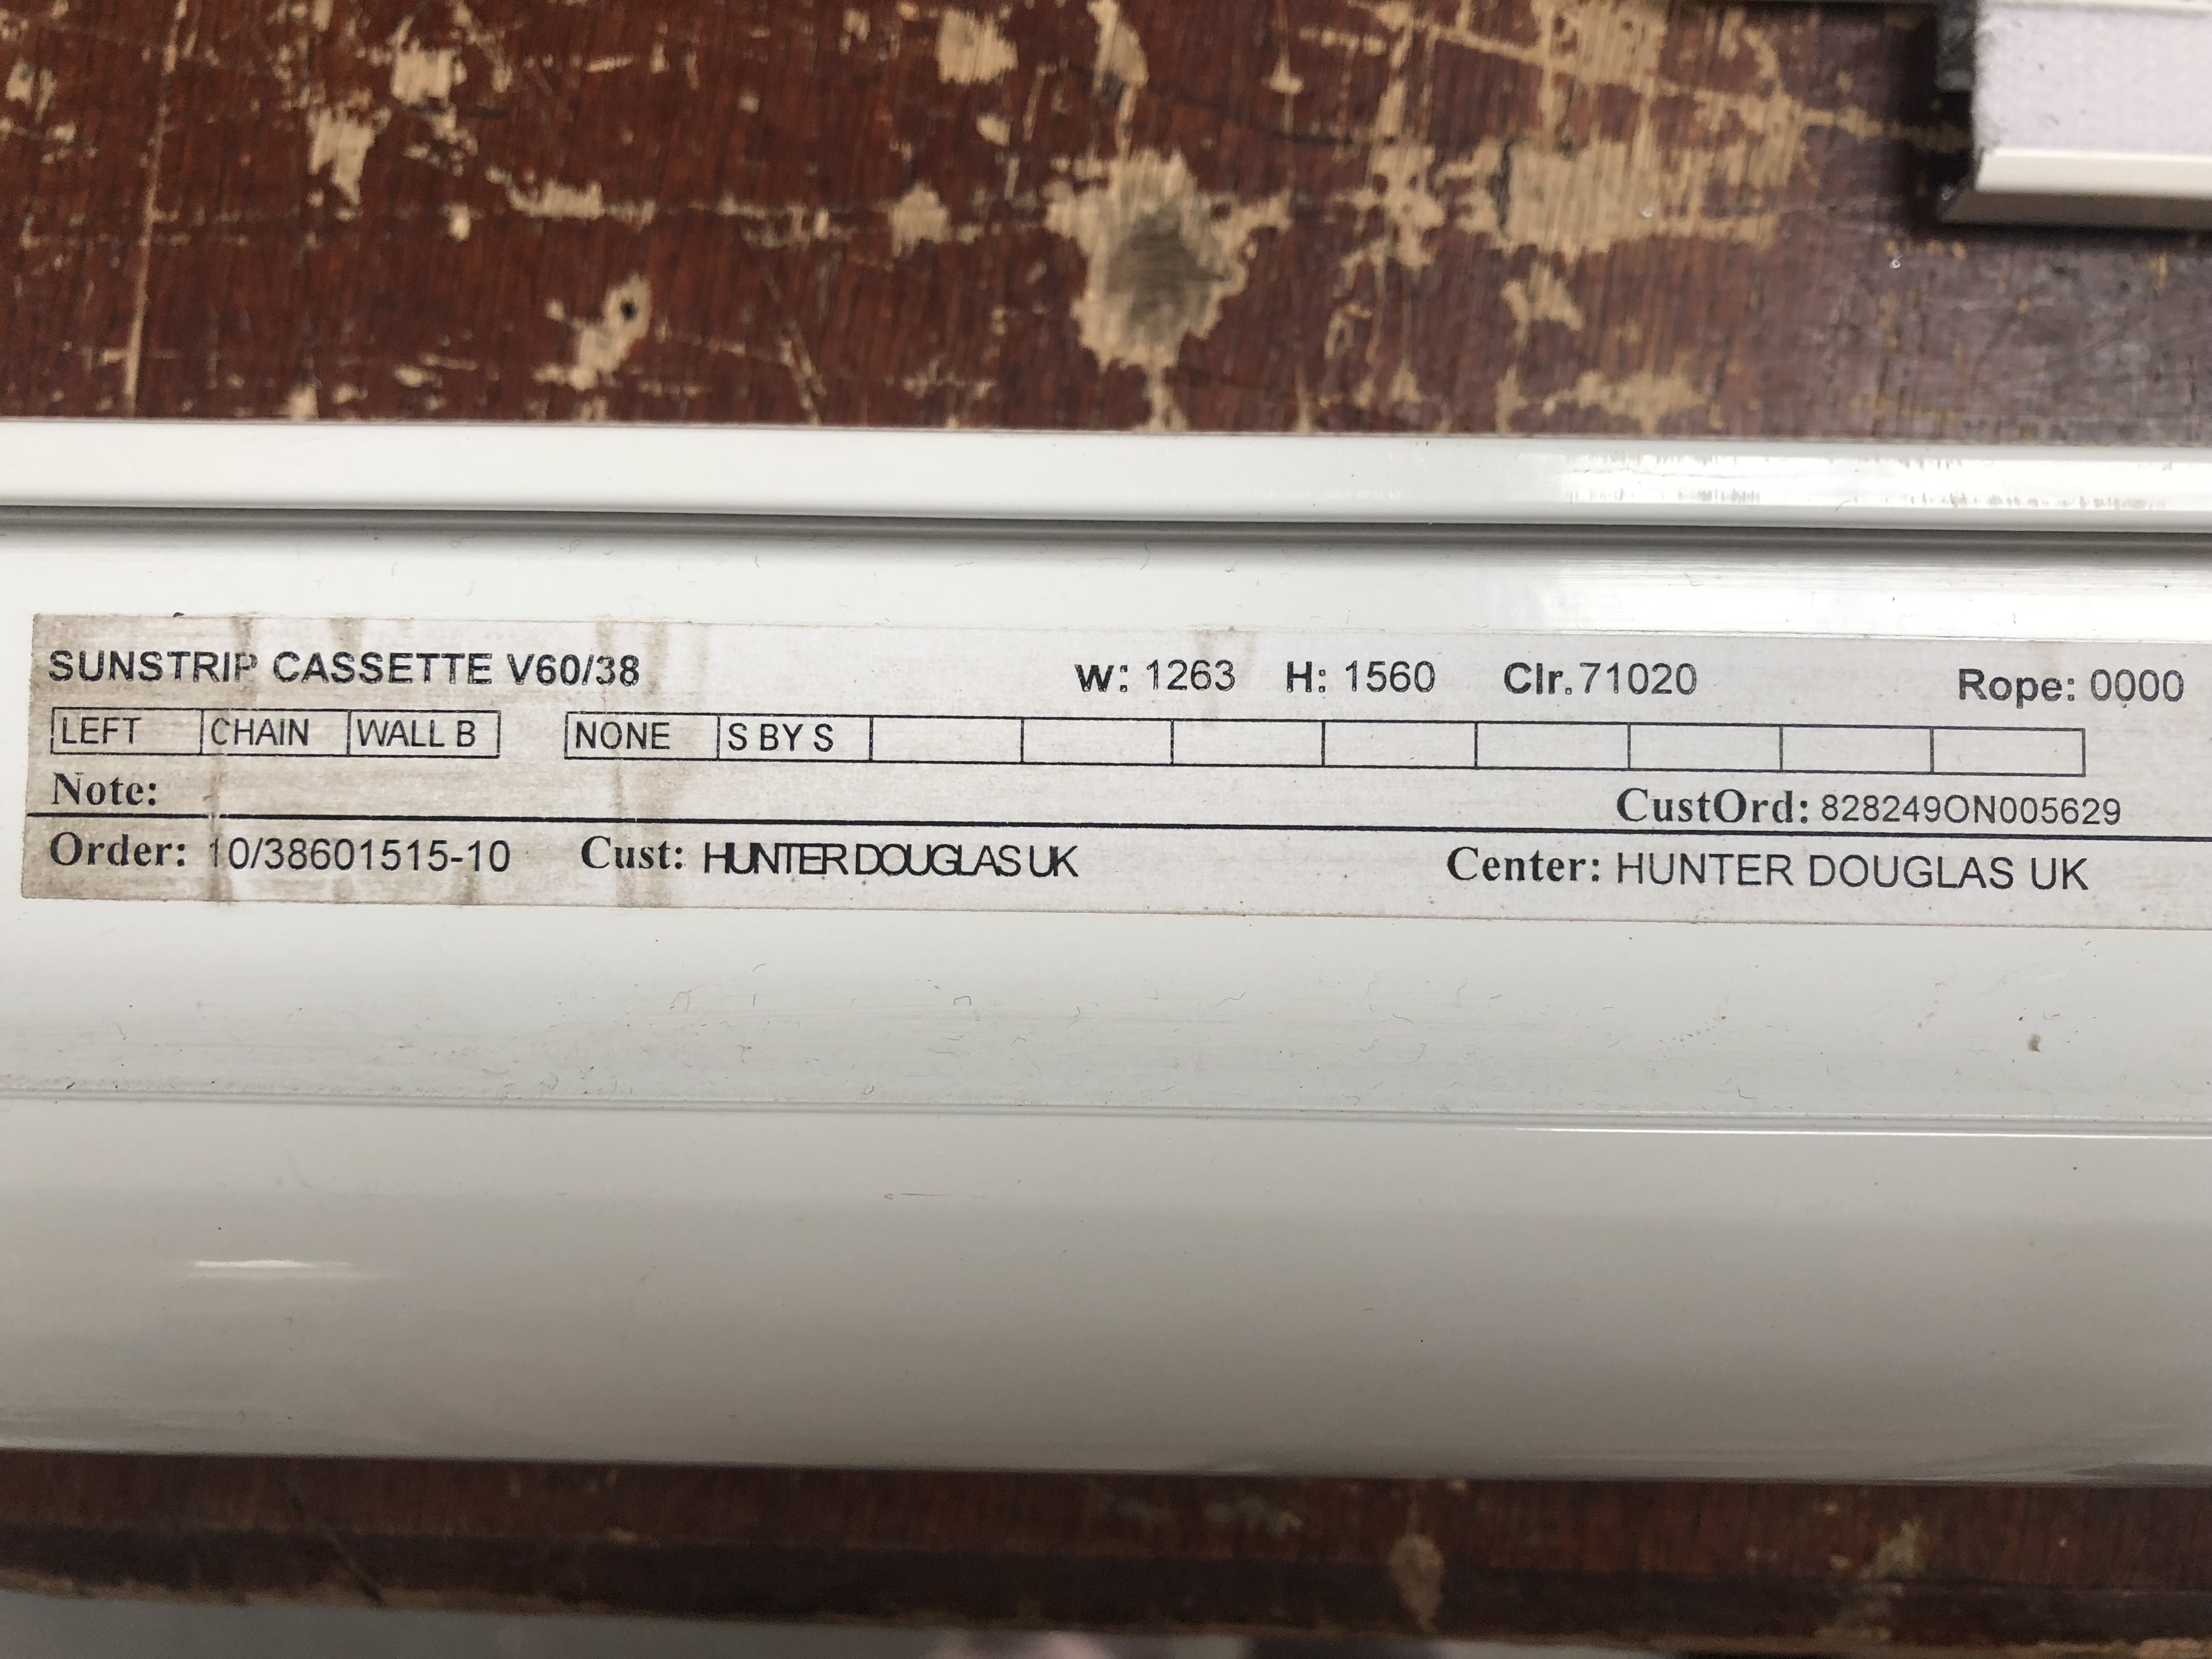 SUNSTRIP CASSETTE V60/38 W: 1263 H: 1560 Clr. 71020 Rope: 0000
LEFT CHAIN WALL B NONE S BY S
Note: CustOrd: 828249ON005629
Order: 10/38601515-10 Cust: HUNTER DOUGLAS UK Center: HUNTER DOUGLAS UK